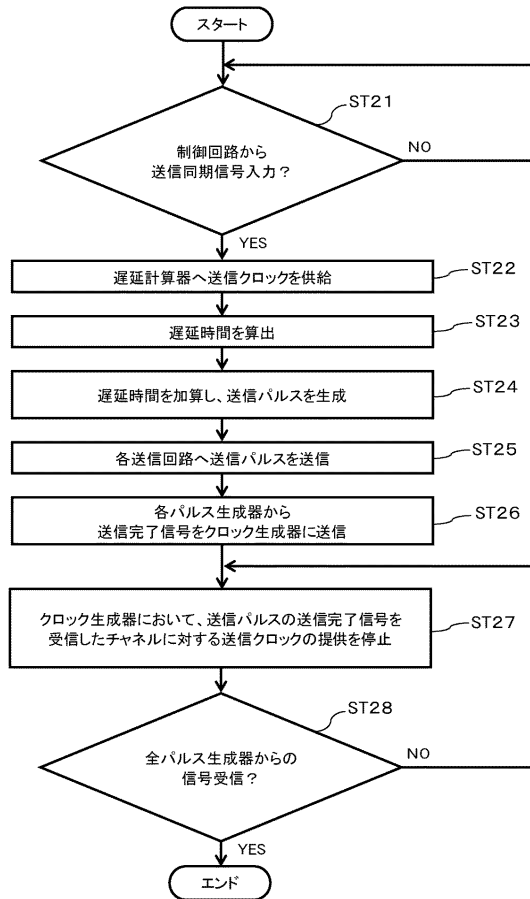 スタート
ST21
制御回路から
送信同期信号入力？
NO
YES
遅延計算器へ送信クロックを供給
ST22
遅延時間を算出
ST23
遅延時間を加算し、送信パルスを生成
ST24
各送信回路へ送信パルスを送信
ST25
各パルス生成器から
送信完了信号をクロック生成器に送信
ST26
クロック生成器において、送信パルスの送信完了信号を
受信したチャネルに対する送信クロックの提供を停止
ST27
ST28
全パルス生成器からの
信号受信？
NO
YES
エンド